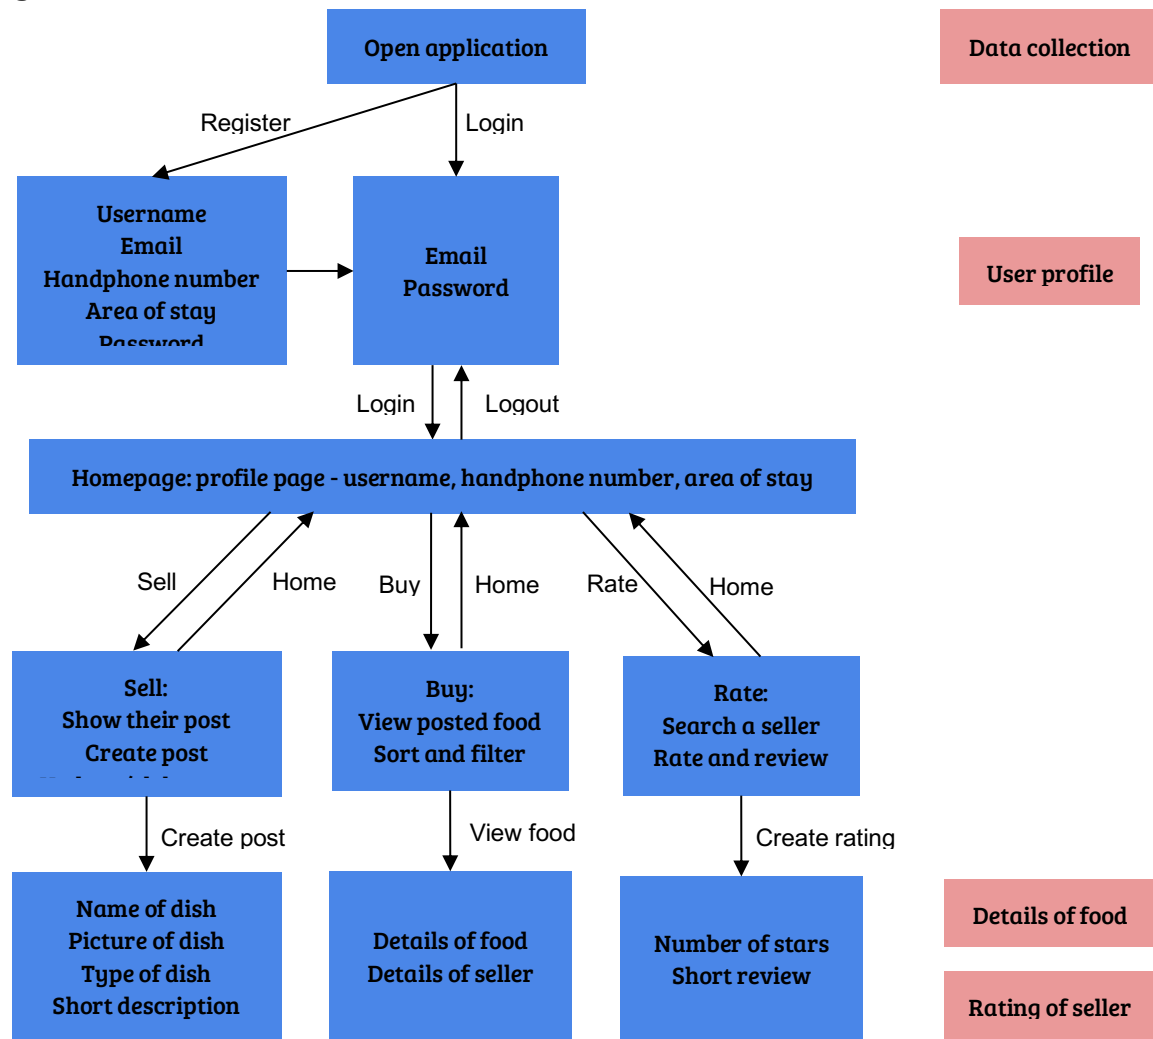 Open application
Data collection
Register
Login
Username
Email
Handphone number
Area of stay
Password
Email
Password
User profile
Login
Logout
Homepage: profile page - username, handphone number, area of stay
Sell
Home
Buy
Home
Rate
Home
Sell:
Show their post
Create post
Buy:
View posted food
Sort and filter
Rate:
Search a seller
Rate and review
Create post
View food
Create rating
Name of dish
Picture of dish
Type of dish
Short description
Details of food
Details of seller
Number of stars
Short review
Details of food
Rating of seller